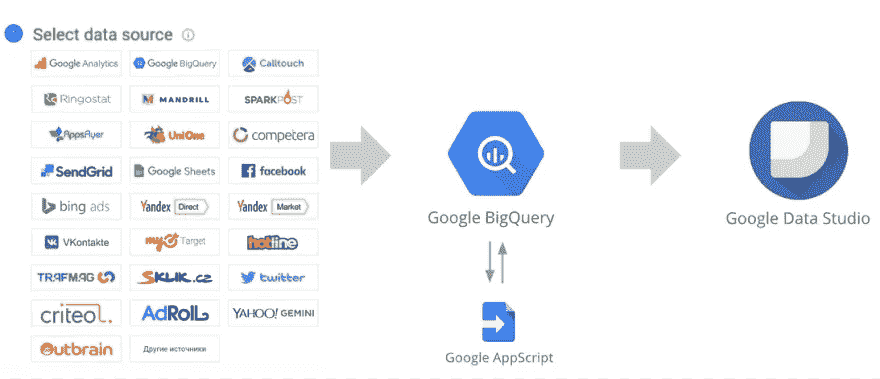 Select data source
Google Analytics
Google BigQuery
Calltouch
Ringostat
MANDRILL
SPARKPOST
AppsFlyer
UniOne
competera
SendGrid
Google Sheets
facebook
bing ads
Yandex Direct
Yandex Market
VKontakte
my Target
hotline
TRAFMAG
SKLIK.cz
twitter
criteo
AdRoll
YAHOO! GEMINI
Outbrain
Другие источники
Google BigQuery
Google AppScript
Google Data Studio